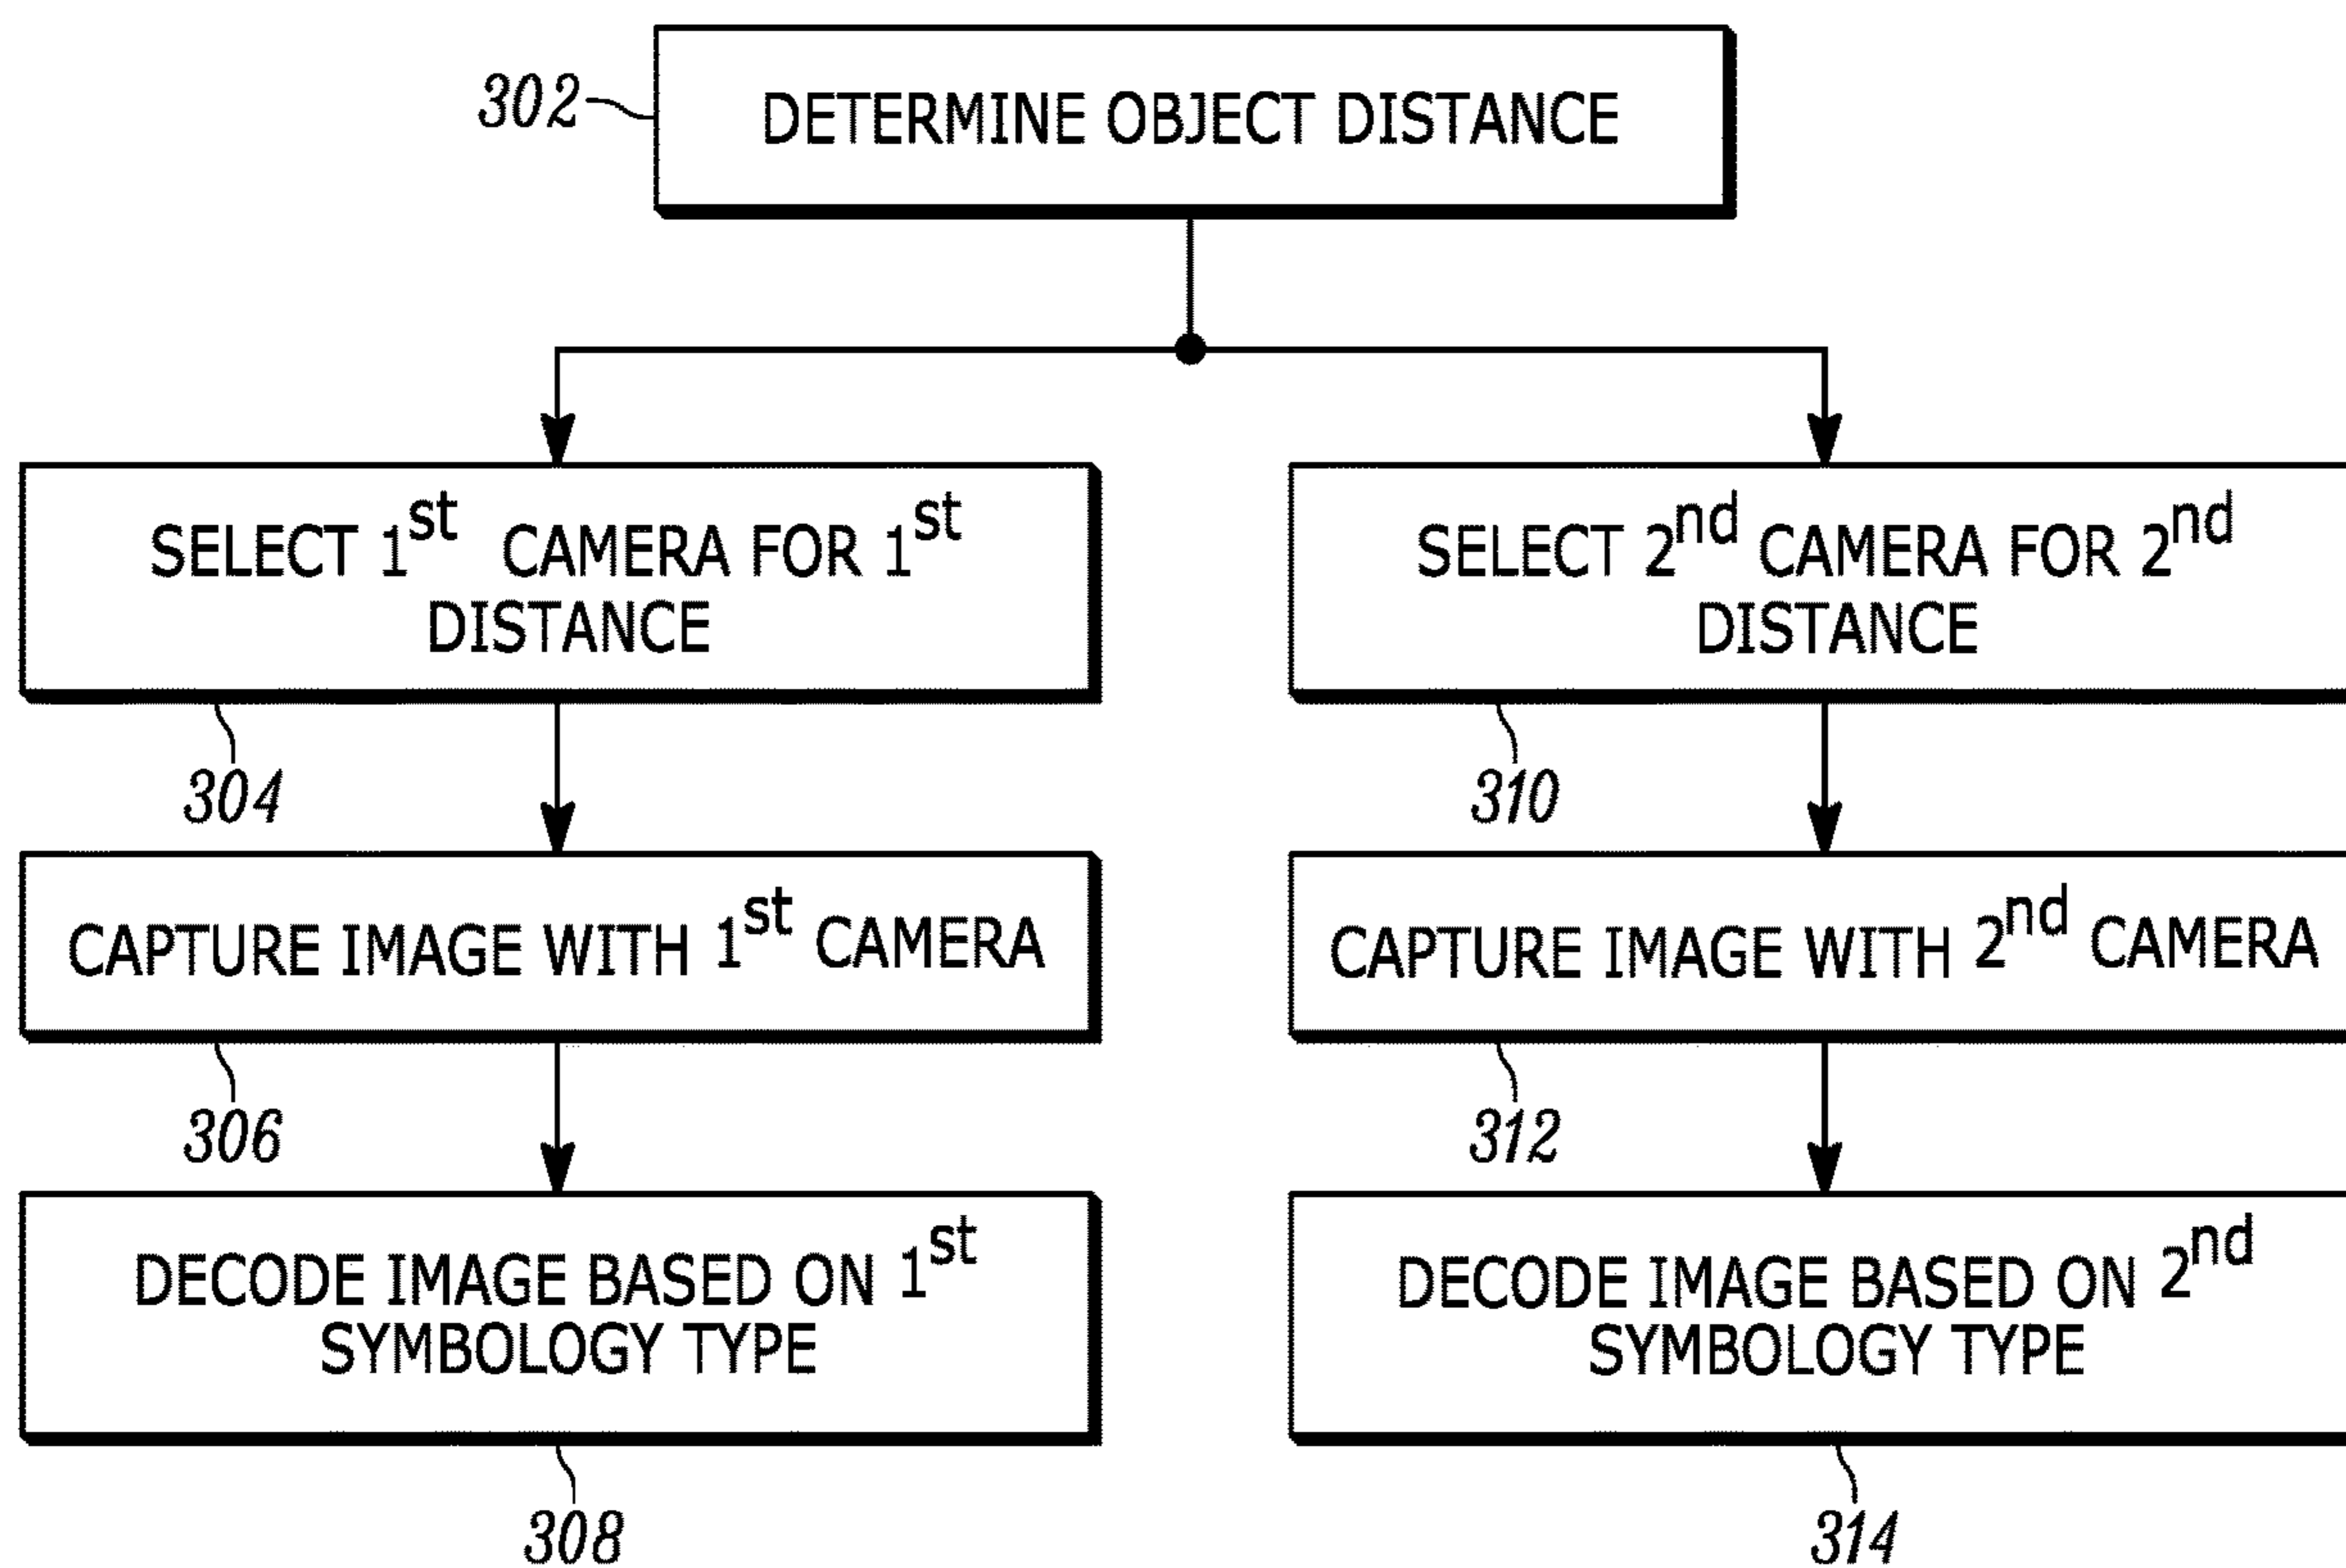 302
DETERMINE OBJECT DISTANCE
SELECT 1st CAMERA FOR 1st
DISTANCE
304
CAPTURE IMAGE WITH 1st CAMERA
306
DECODE IMAGE BASED ON 1st
SYMBOLOGY TYPE
308
SELECT 2nd CAMERA FOR 2nd
DISTANCE
310
CAPTURE IMAGE WITH 2nd CAMERA
312
DECODE IMAGE BASED ON 2nd
SYMBOLOGY TYPE
314